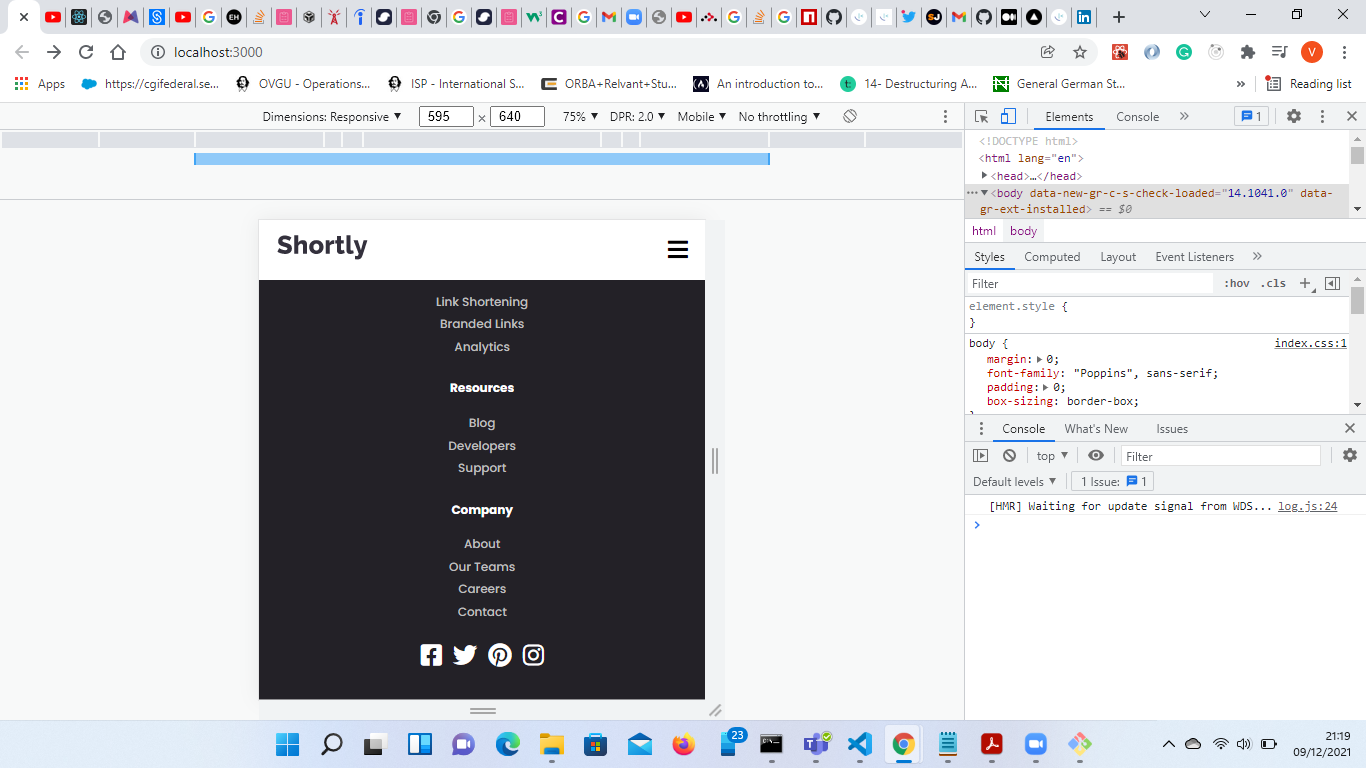 localhost:3000
V
Apps
https://cgifederal.se...
OVGU - Operations...
ISP - International S...
ORBA+Relvant+Stu...
An introduction to...
14- Destructuring A...
General German St...
»
Reading list
Dimensions: Responsive ▼ 595 × 640 75% ▼ DPR: 2.0 ▼ Mobile ▼ No throttling ▼
Elements Console » 1
<!DOCTYPE html>
<html lang="en">
<head>…</head>
<body data-new-gr-c-s-check-loaded="14.1041.0" data-
gr-ext-installed> == $0
html body
Styles Computed Layout Event Listeners »
Filter :hov .cls +
element.style {
}
body { index.css:1
margin: 0;
font-family: "Poppins", sans-serif;
padding: 0;
box-sizing: border-box;
Console What's New Issues
top ▼ Filter
Default levels ▼ 1 Issue: 1
[HMR] Waiting for update signal from WDS... log.js:24
Shortly
Link Shortening
Branded Links
Analytics
Resources
Blog
Developers
Support
Company
About
Our Teams
Careers
Contact
23
21:19
09/12/2021